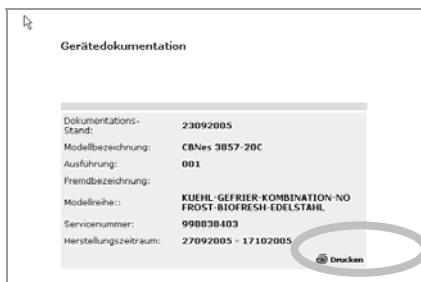 Gerätedokumentation
Dokumentations-
Stand: 23092005
Modellbezeichnung: CBNes 3857-20C
Ausführung: 001
Fremdbezeichnung:
Modellreihe:: KUEHL-GEFRIER-KOMBINATION-NO
FROST-BIOFRESH-EDELSTAHL
Servicenummer: 998838403
Herstellungszeitraum: 27092005 - 17102005
Drucken